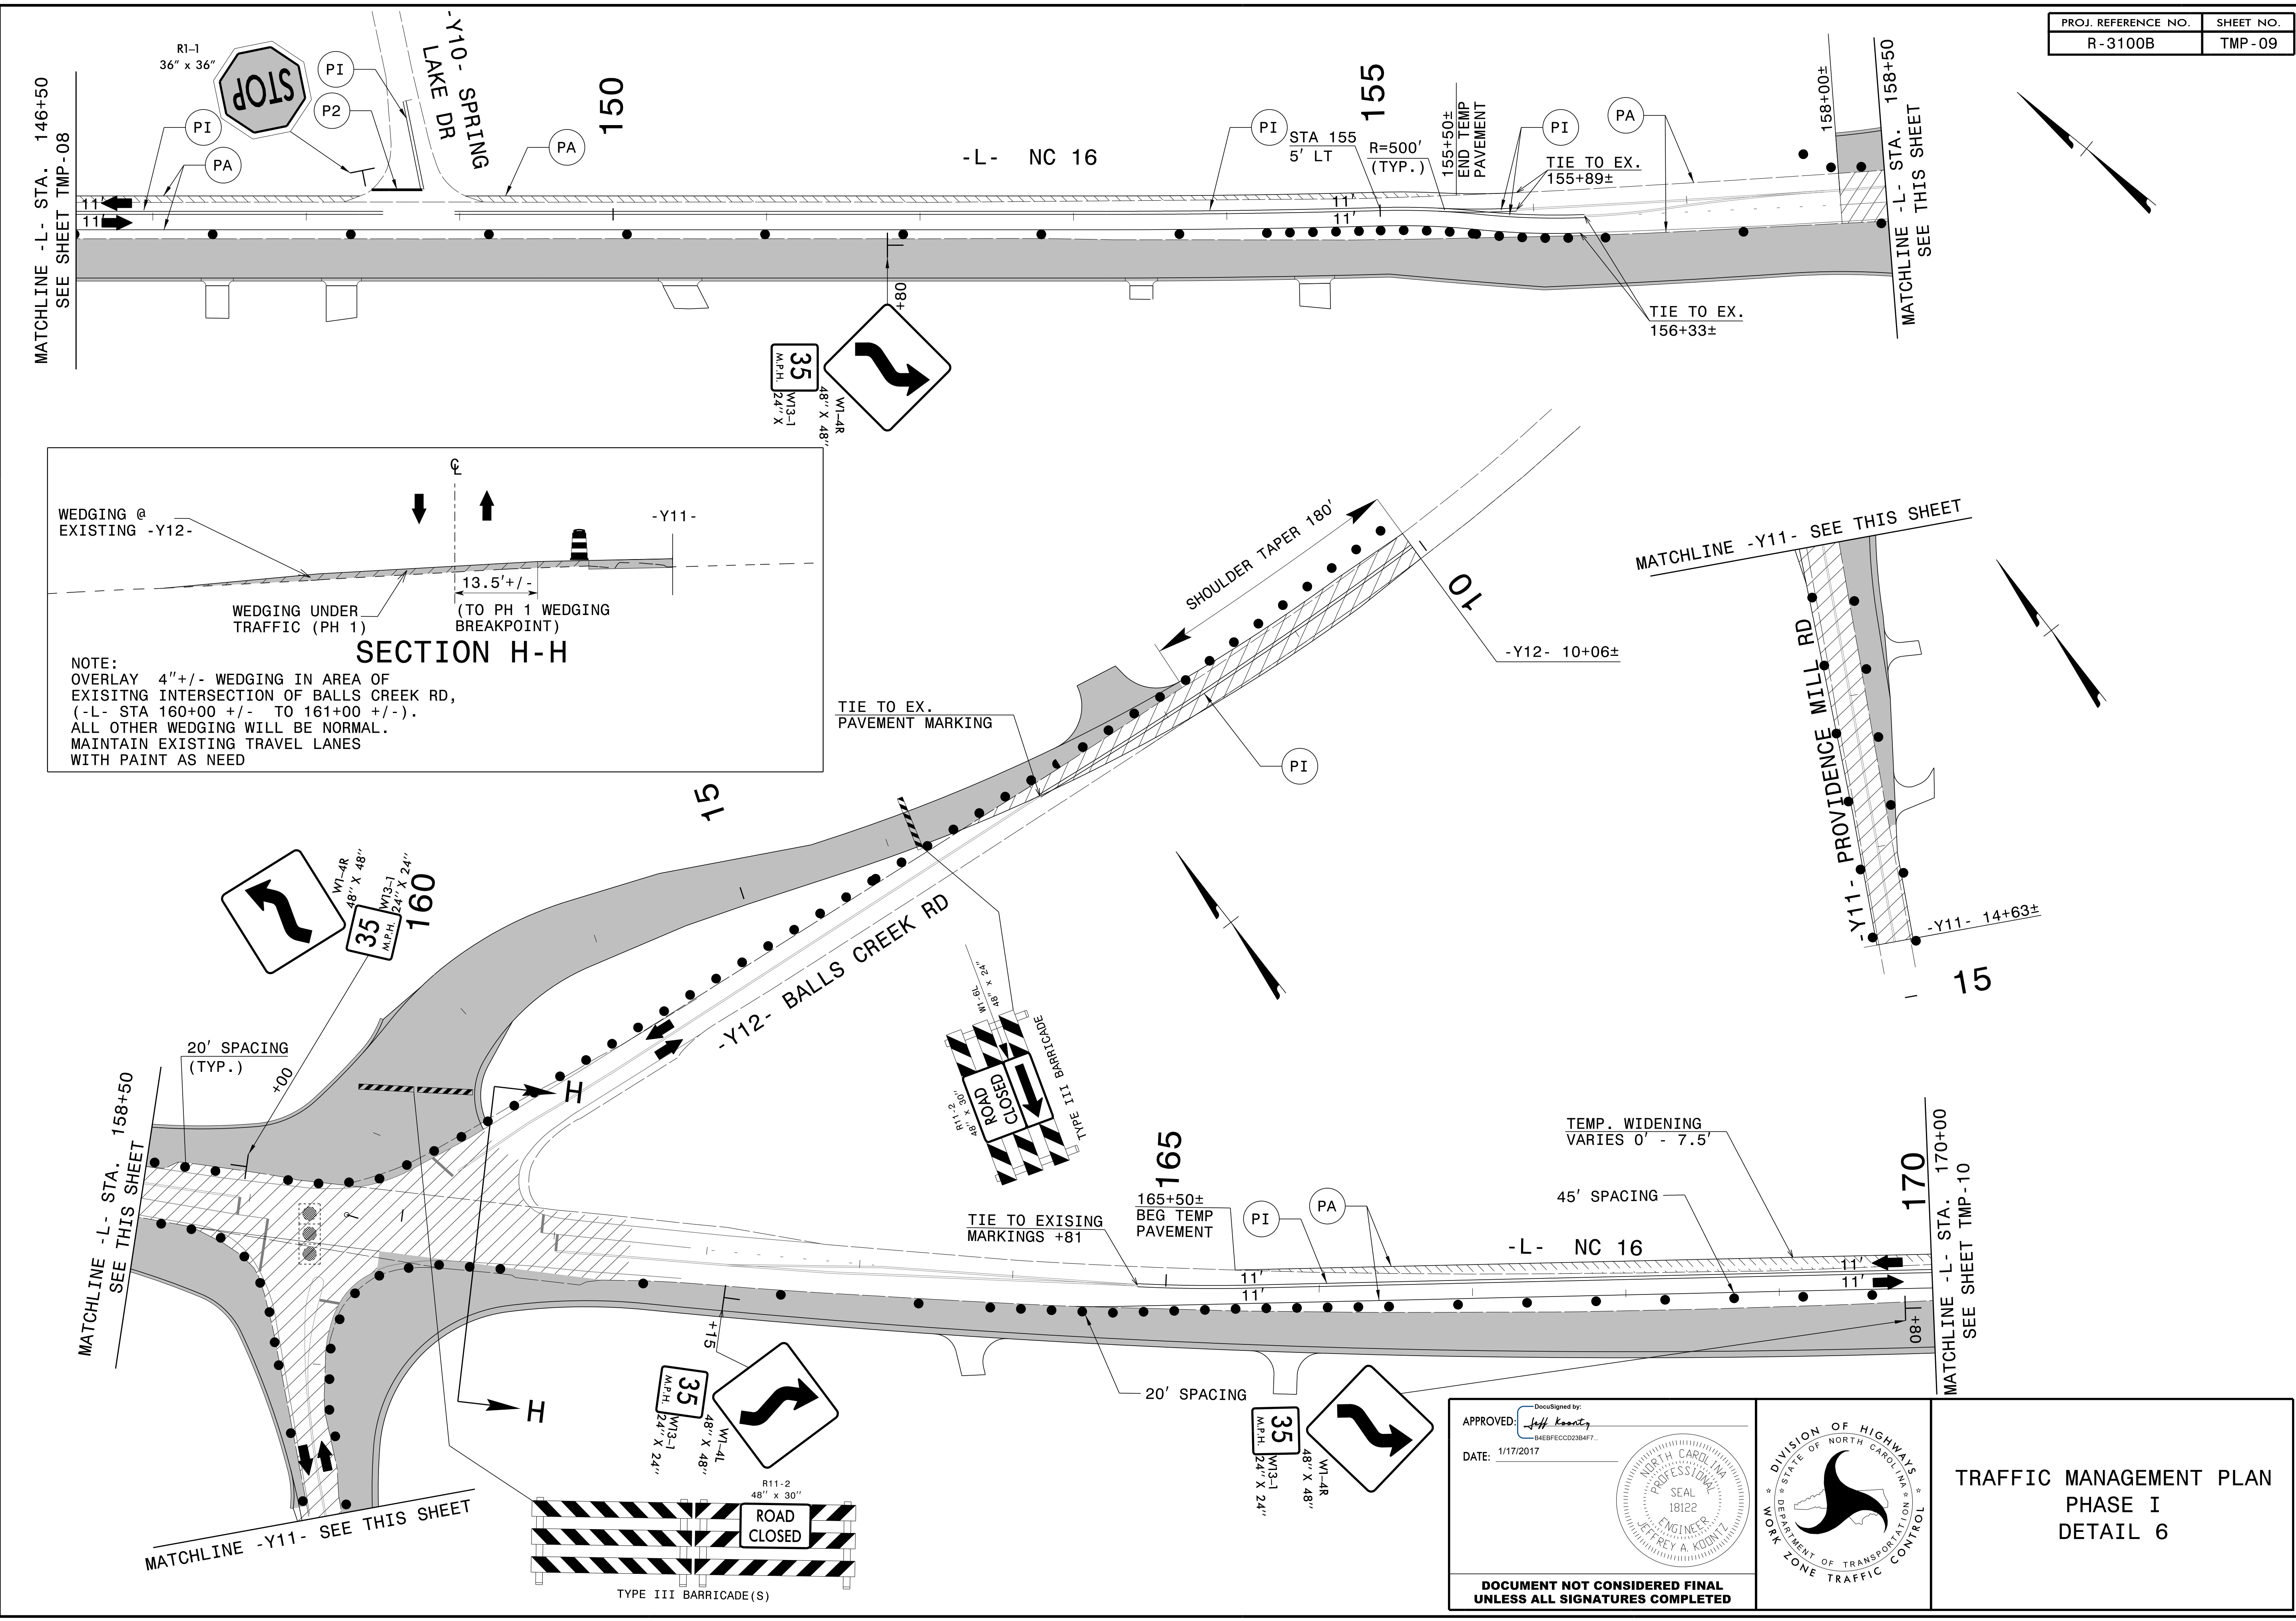 PROJ. REFERENCE NO.
SHEET NO.
R-3100B
TMP-09
MATCHLINE -L- STA. 146+50
SEE SHEET TMP-08
R1-1
36" x 36"
STOP
PI
P2
PI
PA
-Y10- SPRING
LAKE DR
PA
150
-L- NC 16
PI
STA 155
5' LT
155
R=500'
(TYP.)
155+50±
END TEMP
PAVEMENT
PI
TIE TO EX.
155+89±
PA
158+00±
MATCHLINE -L- STA. 158+50
SEE THIS SHEET
11'
11'
11'
11'
+80
TIE TO EX.
156+33±
35
M.P.H.
W13-1
24" X
W1-4R
48" X 48"
WEDGING @
EXISTING -Y12-
℄
-Y11-
13.5'+/-
WEDGING UNDER
TRAFFIC (PH 1)
(TO PH 1 WEDGING
BREAKPOINT)
SECTION H-H
NOTE:
OVERLAY 4"+/- WEDGING IN AREA OF
EXISITNG INTERSECTION OF BALLS CREEK RD,
(-L- STA 160+00 +/- TO 161+00 +/-).
ALL OTHER WEDGING WILL BE NORMAL.
MAINTAIN EXISTING TRAVEL LANES
WITH PAINT AS NEED
SHOULDER TAPER 180'
10
-Y12- 10+06±
TIE TO EX.
PAVEMENT MARKING
PI
15
MATCHLINE -Y11- SEE THIS SHEET
-Y11- PROVIDENCE MILL RD
-Y11- 14+63±
15
W1-4R
48" X 48"
35
M.P.H.
W13-1
24" X 24"
160
-Y12- BALLS CREEK RD
20' SPACING
(TYP.)
+00
H
H
MATCHLINE -L- STA. 158+50
SEE THIS SHEET
W1-6L
48" x 24"
R11-2
48" x 30"
ROAD
CLOSED
TYPE III BARRICADE
165
TIE TO EXISING
MARKINGS +81
165+50±
BEG TEMP
PAVEMENT
PI
PA
TEMP. WIDENING
VARIES 0' - 7.5'
45' SPACING
-L- NC 16
170
MATCHLINE -L- STA. 170+00
SEE SHEET TMP-10
11'
11'
11'
11'
+80
+15
20' SPACING
35
M.P.H.
W13-1
24" X 24"
W1-4L
48" X 48"
35
M.P.H.
W13-1
24" X 24"
W1-4R
48" X 48"
MATCHLINE -Y11- SEE THIS SHEET
R11-2
48" x 30"
ROAD
CLOSED
TYPE III BARRICADE(S)
DocuSigned by:
APPROVED:
Jeff Koontz
B4EBFECCD23B4F7...
DATE:
1/17/2017
NORTH CAROLINA
PROFESSIONAL
SEAL
18122
ENGINEER
JEFFREY A. KOONTZ
DOCUMENT NOT CONSIDERED FINAL
UNLESS ALL SIGNATURES COMPLETED
DIVISION OF HIGHWAYS
STATE OF NORTH CAROLINA
DEPARTMENT OF TRANSPORTATION
WORK ZONE TRAFFIC CONTROL
TRAFFIC MANAGEMENT PLAN
PHASE I
DETAIL 6